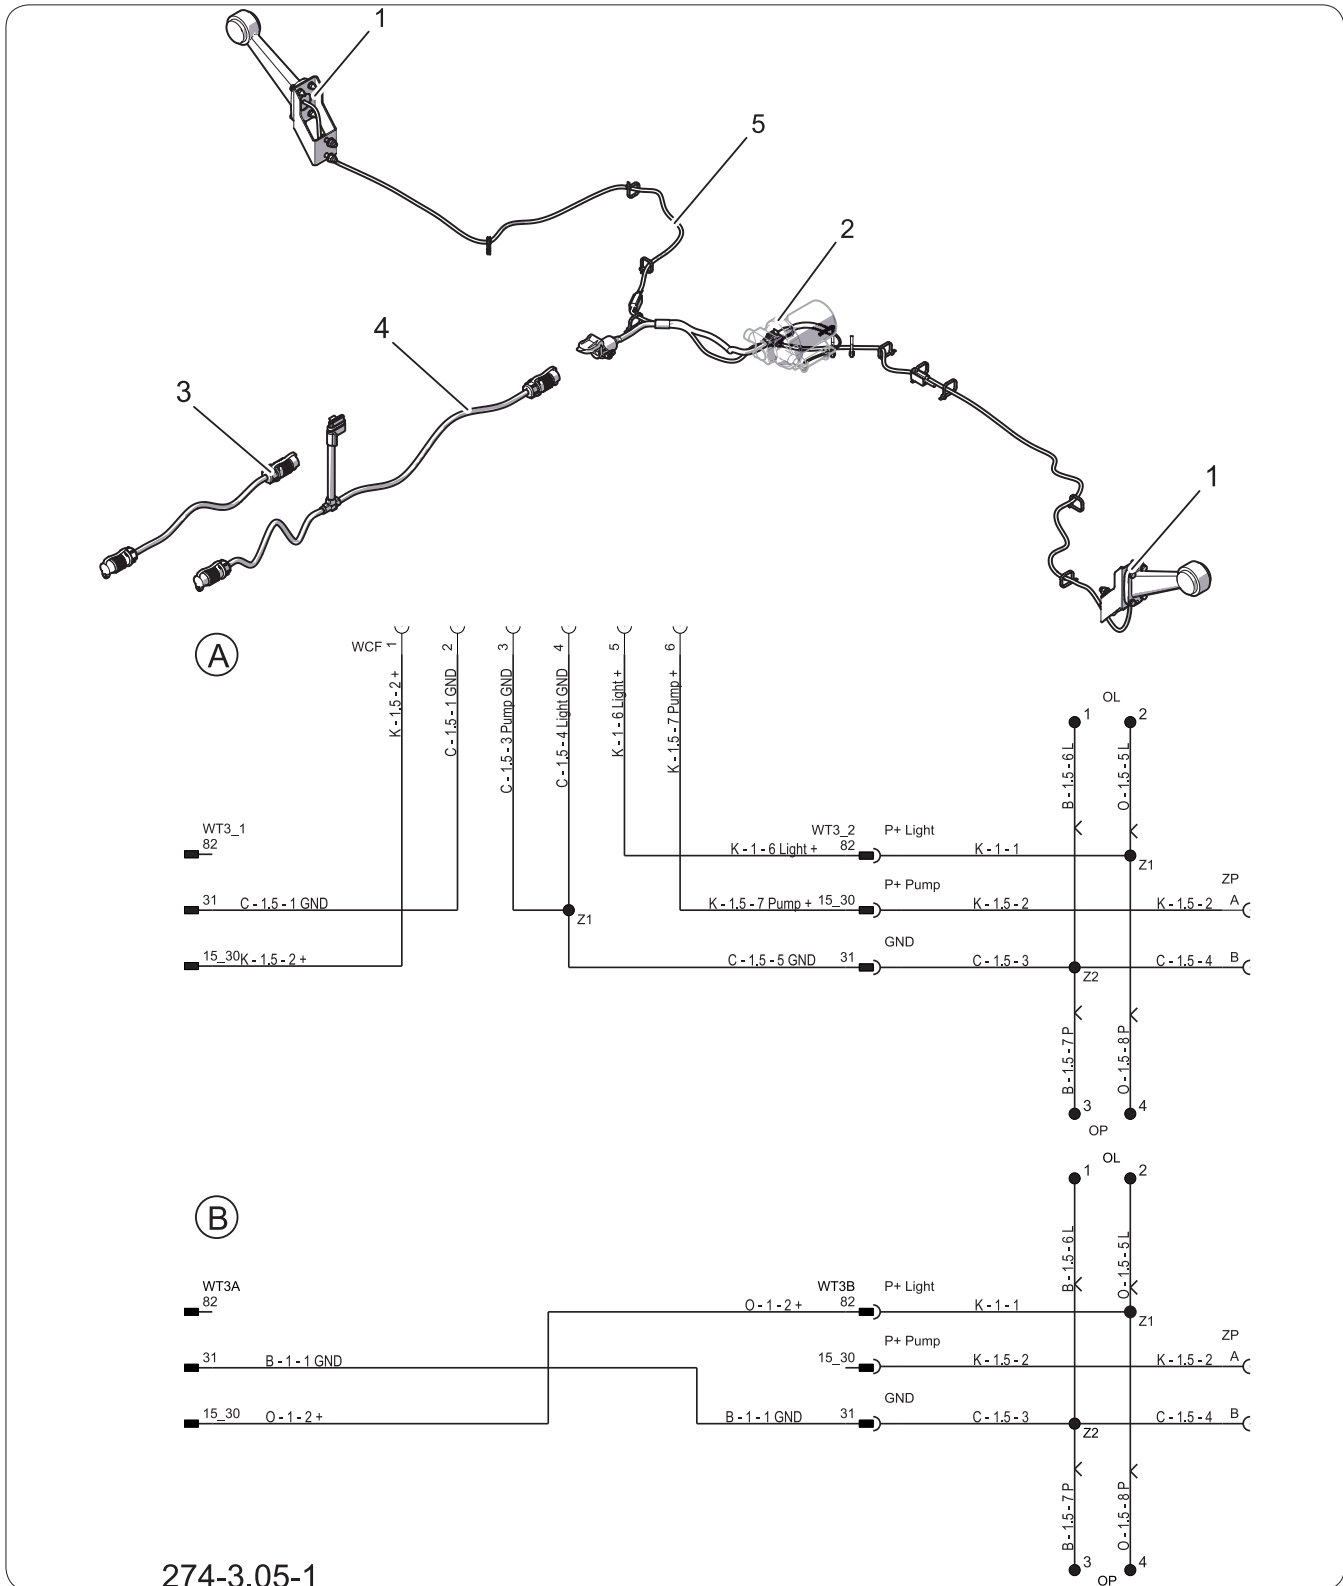 1
5
2
4
3
1
A
WCF 1 2 3 4 5 6
K - 1.5 - 2 +
C - 1.5 - 1 GND
C - 1.5 - 3 Pump GND
C - 1.5 - 4 Light GND
K - 1 - 6 Light +
K - 1.5 - 7 Pump +
OL
1 2
B - 1.5 - 6 L
O - 1.5 - 5 L
WT3_1
82
WT3_2 P+ Light
K - 1 - 6 Light + 82 K - 1 - 1
Z1
P+ Pump ZP
31 C - 1.5 - 1 GND
Z1
K - 1.5 - 7 Pump + 15_30 K - 1.5 - 2 K - 1.5 - 2 A
GND
15_30 K - 1.5 - 2 +
C - 1.5 - 5 GND 31 C - 1.5 - 3 C - 1.5 - 4 B
Z2
B - 1.5 - 7 P
O - 1.5 - 8 P
3 4
OP
OL
1 2
B
B - 1.5 - 6 L
O - 1.5 - 5 L
WT3A
82
WT3B P+ Light
O - 1 - 2 + 82 K - 1 - 1
Z1
P+ Pump ZP
31 B - 1 - 1 GND
15_30 K - 1.5 - 2 K - 1.5 - 2 A
GND
15_30 O - 1 - 2 +
B - 1 - 1 GND 31 C - 1.5 - 3 C - 1.5 - 4 B
Z2
B - 1.5 - 7 P
O - 1.5 - 8 P
3 4
OP
274-3.05-1